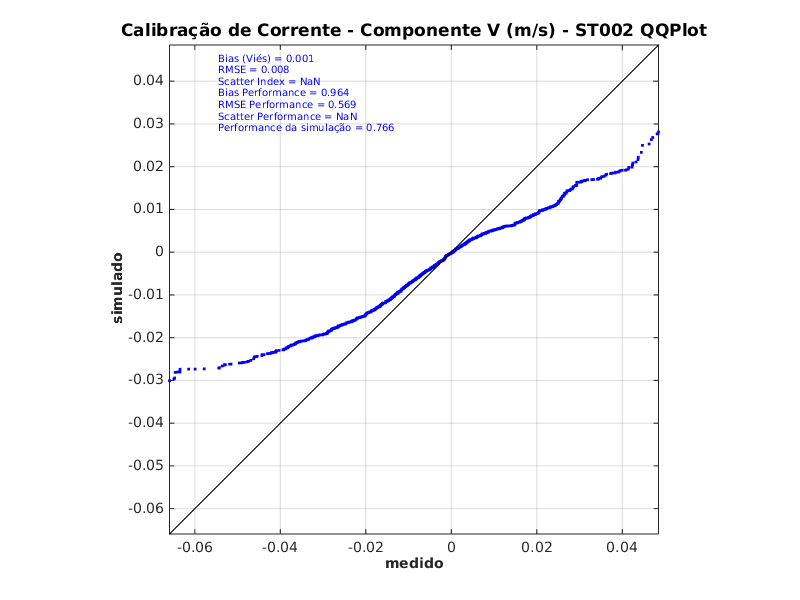 Calibração de Corrente - Componente V (m/s) - ST002 QQPlot
Bias (Viés) = 0.001
RMSE = 0.008
Scatter Index = NaN
Bias Performance = 0.964
RMSE Performance = 0.569
Scatter Performance = NaN
Performance da simulação = 0.766
0.04
0.03
0.02
0.01
0
-0.01
-0.02
-0.03
-0.04
-0.05
-0.06
simulado
-0.06 -0.04 -0.02 0 0.02 0.04
medido